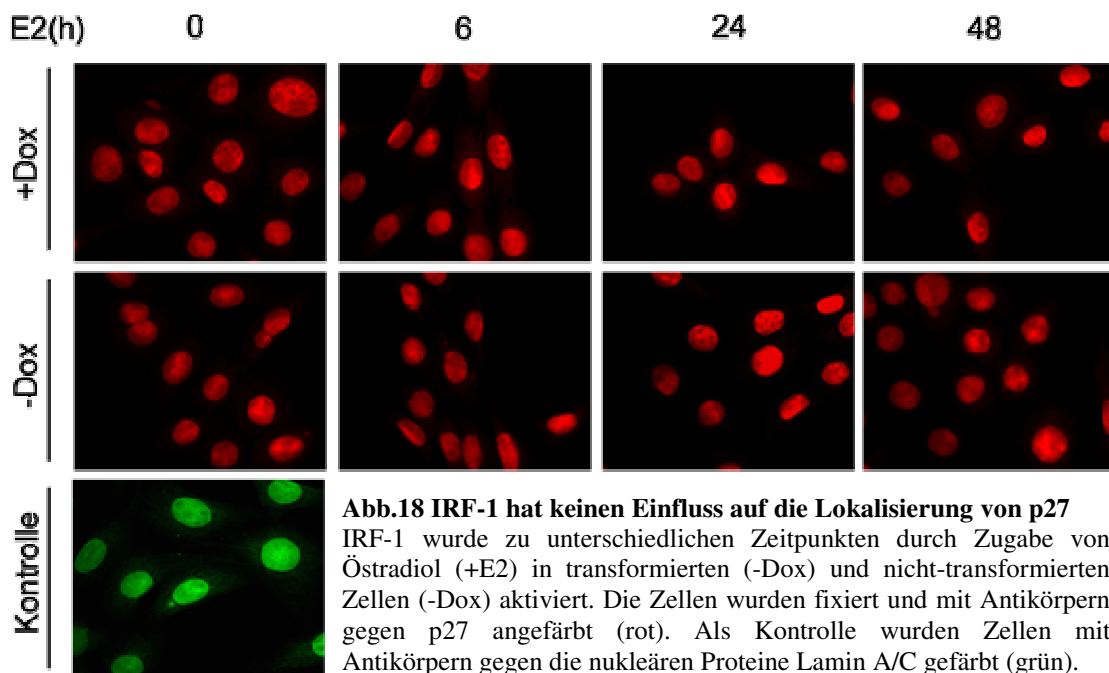 E2(h) 0 6 24 48
+Dox
-Dox
Kontrolle
Abb.18 IRF-1 hat keinen Einfluss auf die Lokalisierung von p27
IRF-1 wurde zu unterschiedlichen Zeitpunkten durch Zugabe von
Östradiol (+E2) in transformierten (-Dox) und nicht-transformierten
Zellen (-Dox) aktiviert. Die Zellen wurden fixiert und mit Antikörpern
gegen p27 angefärbt (rot). Als Kontrolle wurden Zellen mit
Antikörpern gegen die nukleären Proteine Lamin A/C gefärbt (grün).